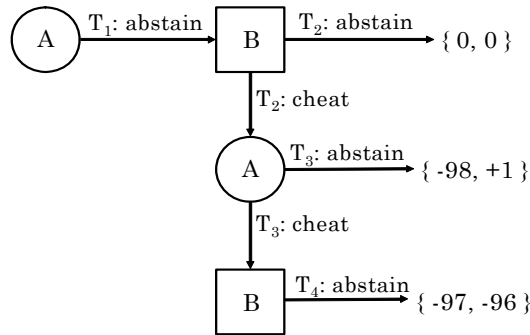 A T₁: abstain B T₂: abstain { 0, 0 }
T₂: cheat
A T₃: abstain { -98, +1 }
T₃: cheat
B T₄: abstain { -97, -96 }